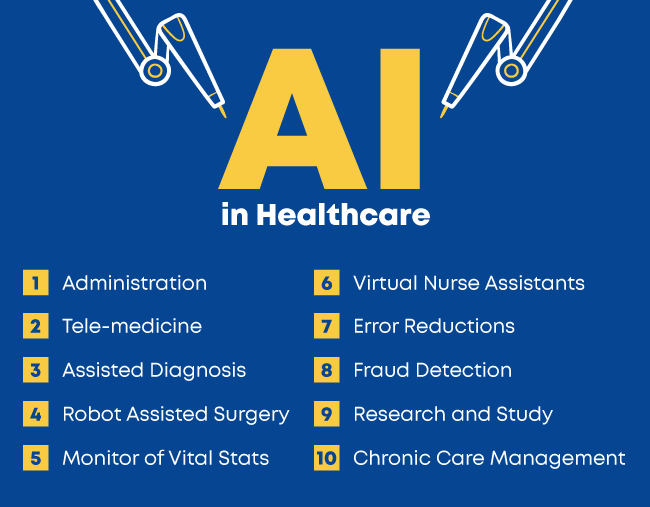 AI
in Healthcare
1 Administration
2 Tele-medicine
3 Assisted Diagnosis
4 Robot Assisted Surgery
5 Monitor of Vital Stats
6 Virtual Nurse Assistants
7 Error Reductions
8 Fraud Detection
9 Research and Study
10 Chronic Care Management